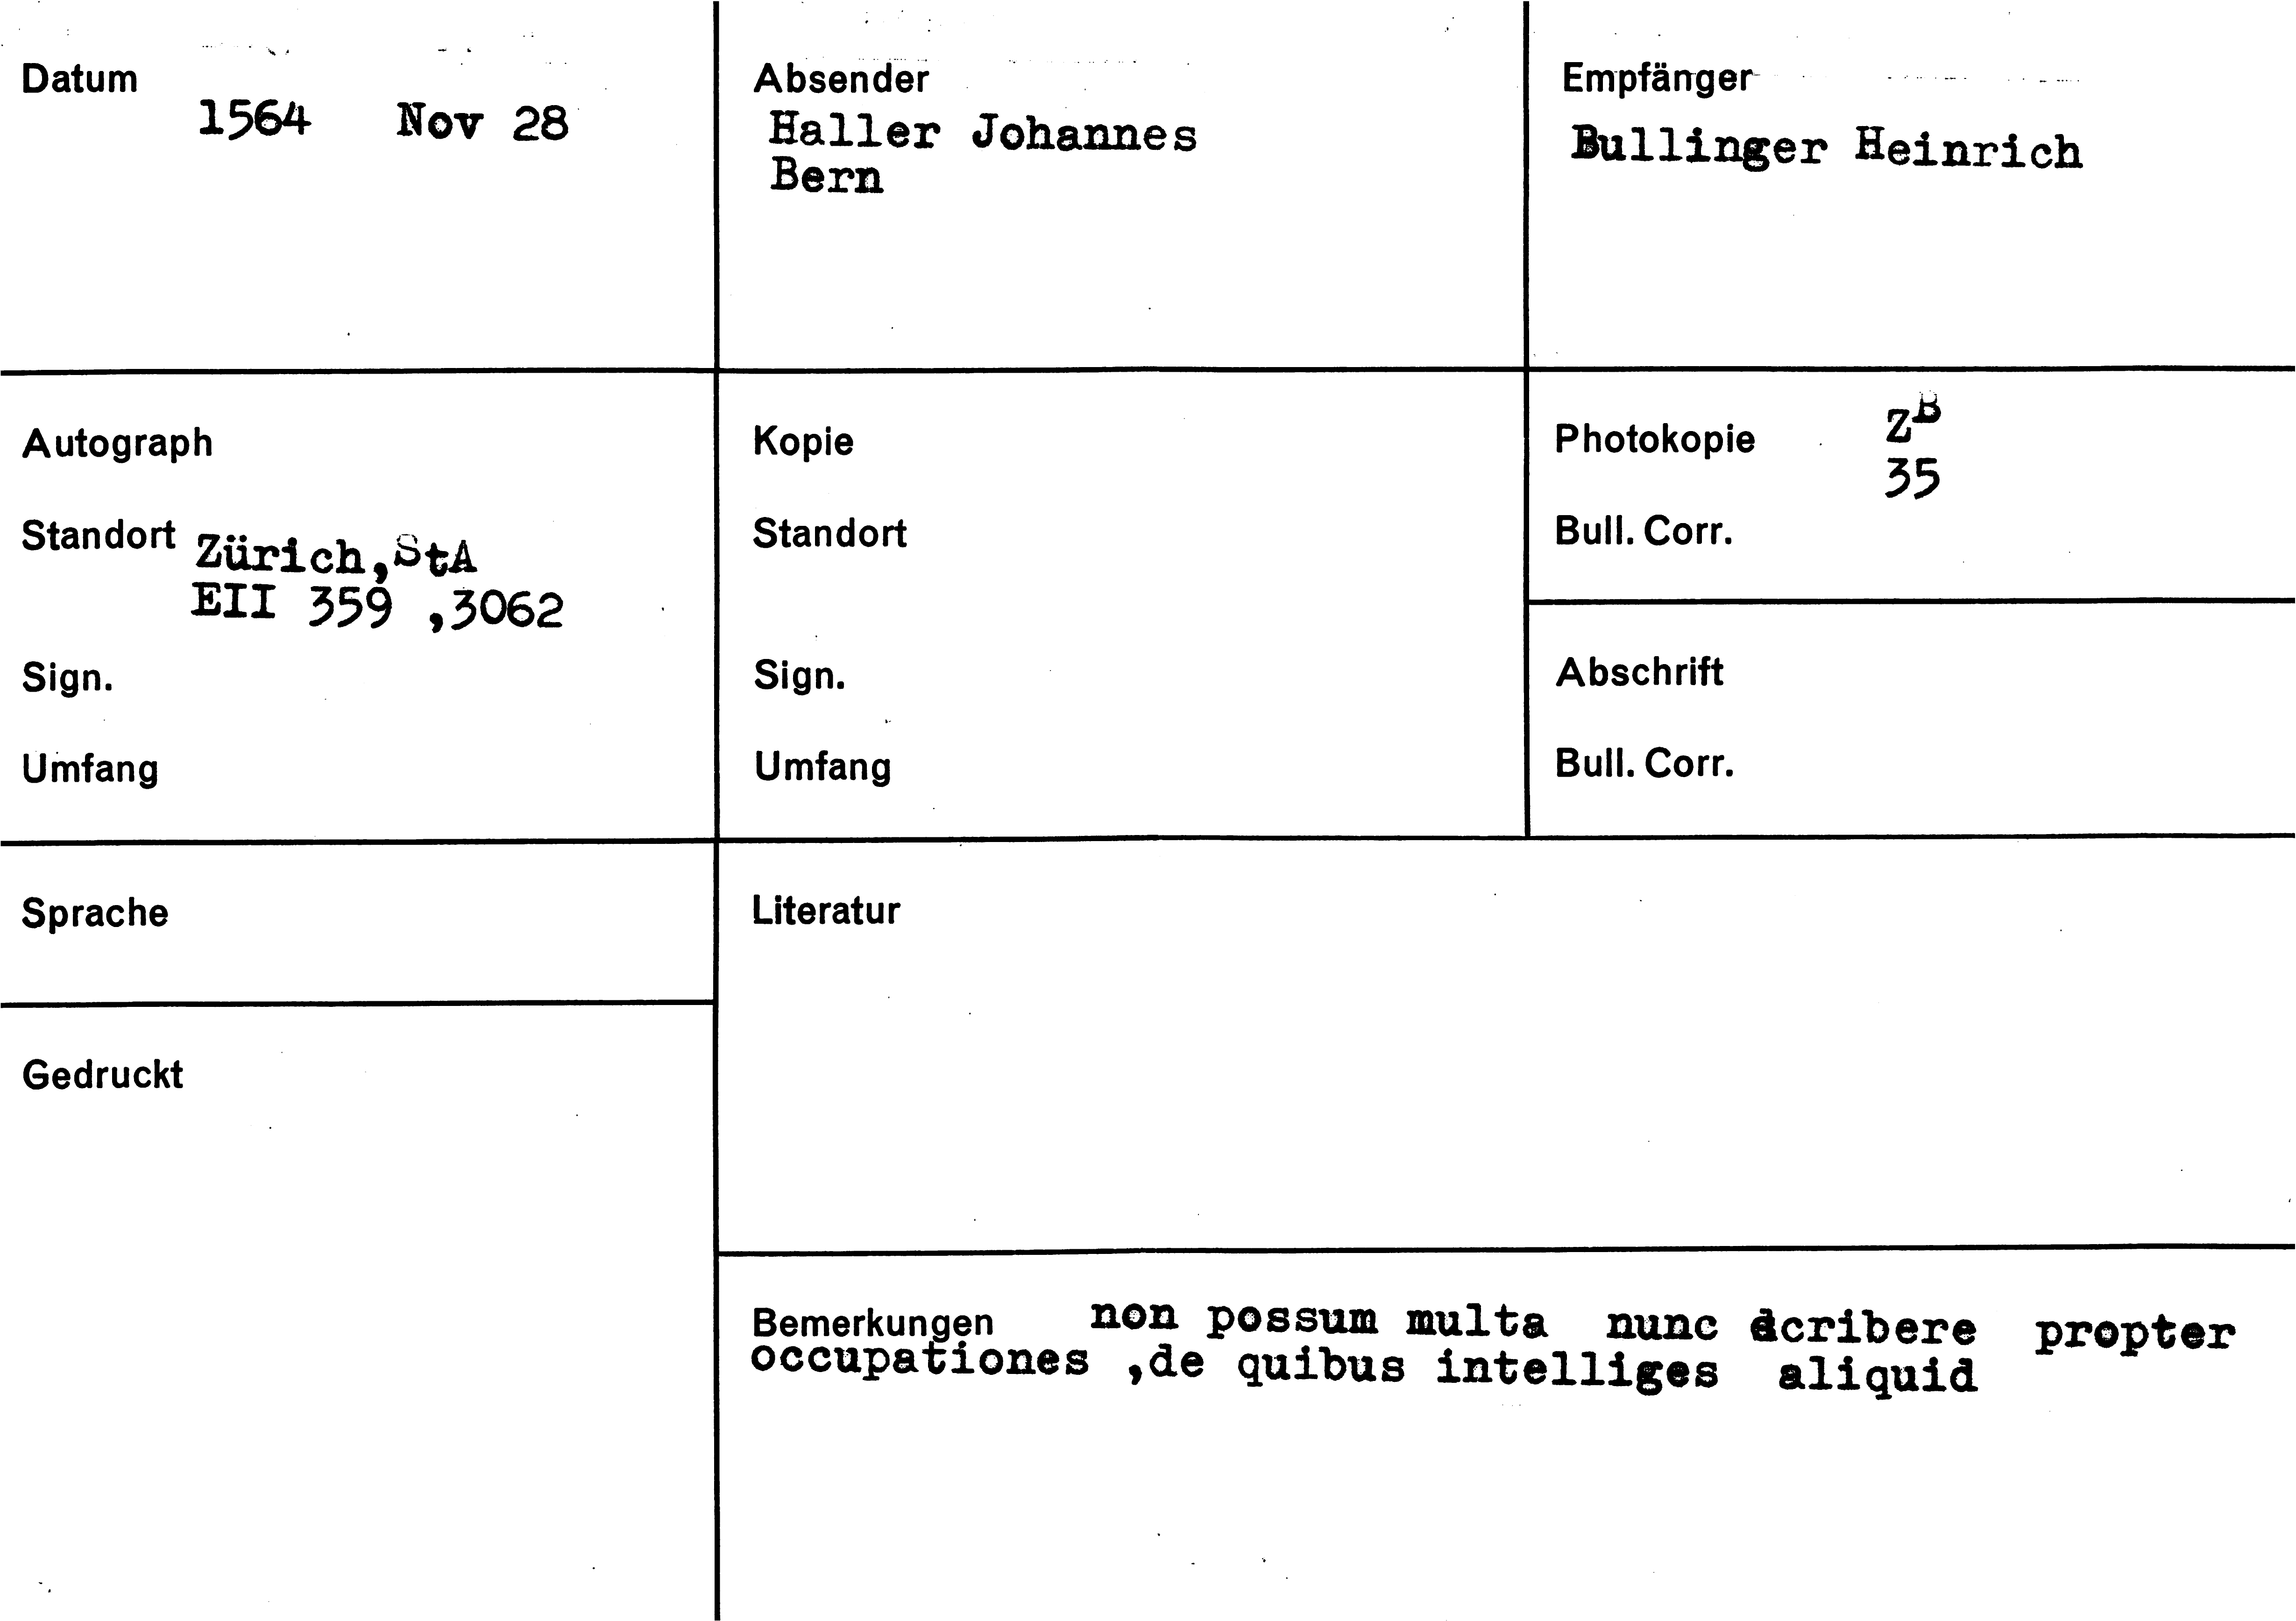 Datum
1564 Nov 28
Absender
Haller Johannes
Bern
Empfänger
Bullinger Heinrich
Autograph
Standort Zürich,StA
EII 359 ,3062
Sign.
Umfang
Kopie
Standort
Sign.
Umfang
Photokopie ZB
35
Bull. Corr.
Abschrift
Bull. Corr.
Sprache
Literatur
Gedruckt
Bemerkungen non possum multa nunc propter
occupationes ,de quibus intelliges aliquid